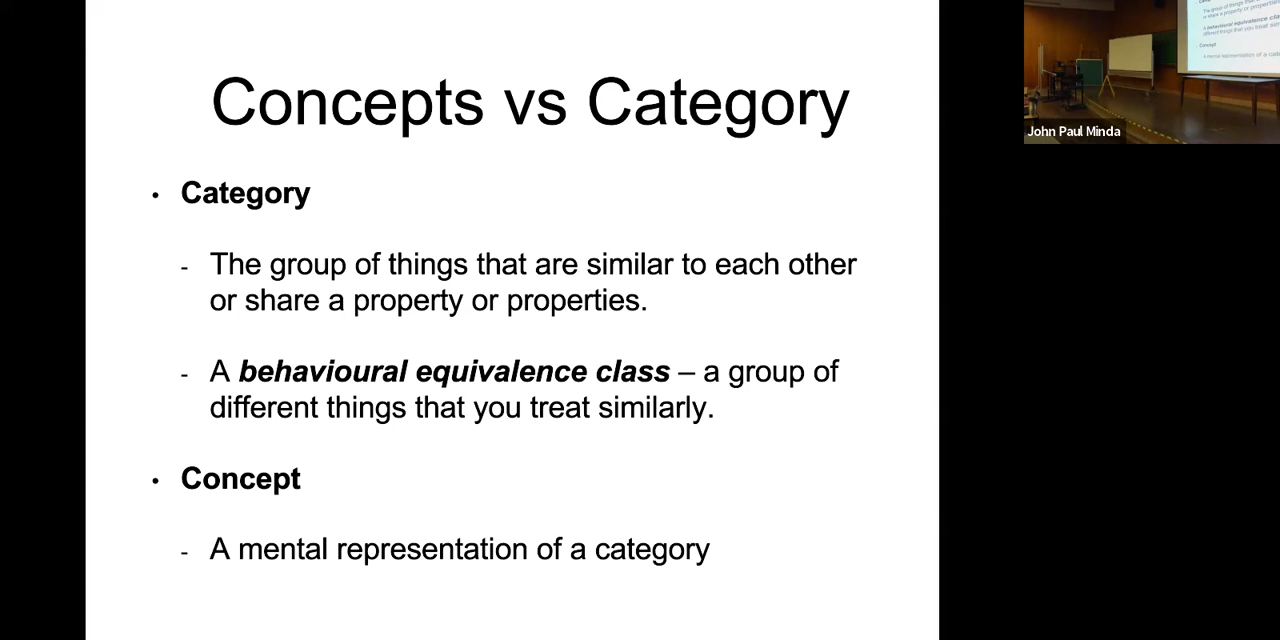 Concepts vs Category
• Category
- The group of things that are similar to each other
or share a property or properties.
- A behavioural equivalence class – a group of
different things that you treat similarly.
• Concept
- A mental representation of a category
John Paul Minda